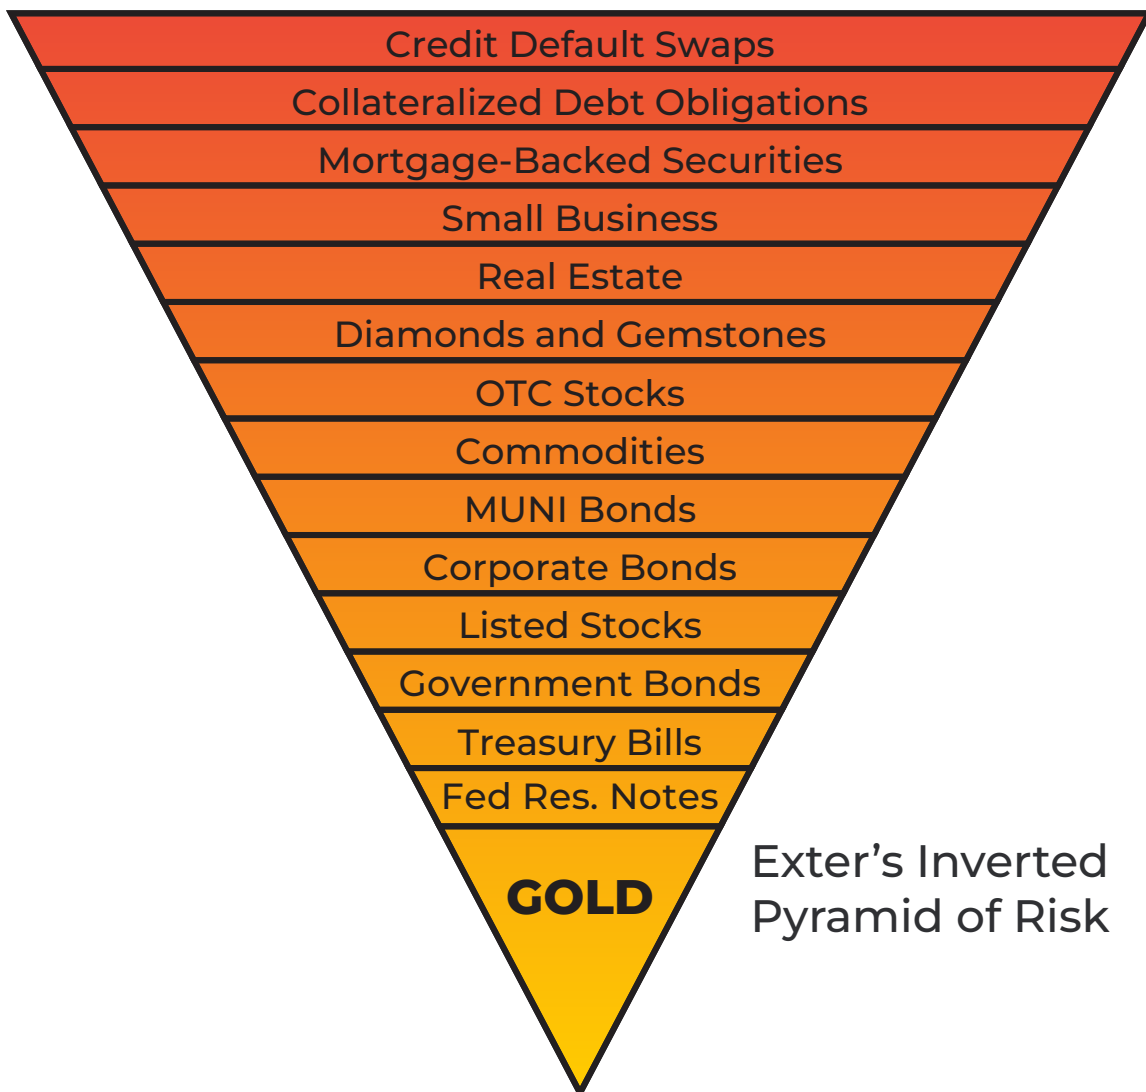 Credit Default Swaps
Collateralized Debt Obligations
Mortgage-Backed Securities
Small Business
Real Estate
Diamonds and Gemstones
OTC Stocks
Commodities
MUNI Bonds
Corporate Bonds
Listed Stocks
Government Bonds
Treasury Bills
Fed Res. Notes
GOLD
Exter’s Inverted
Pyramid of Risk